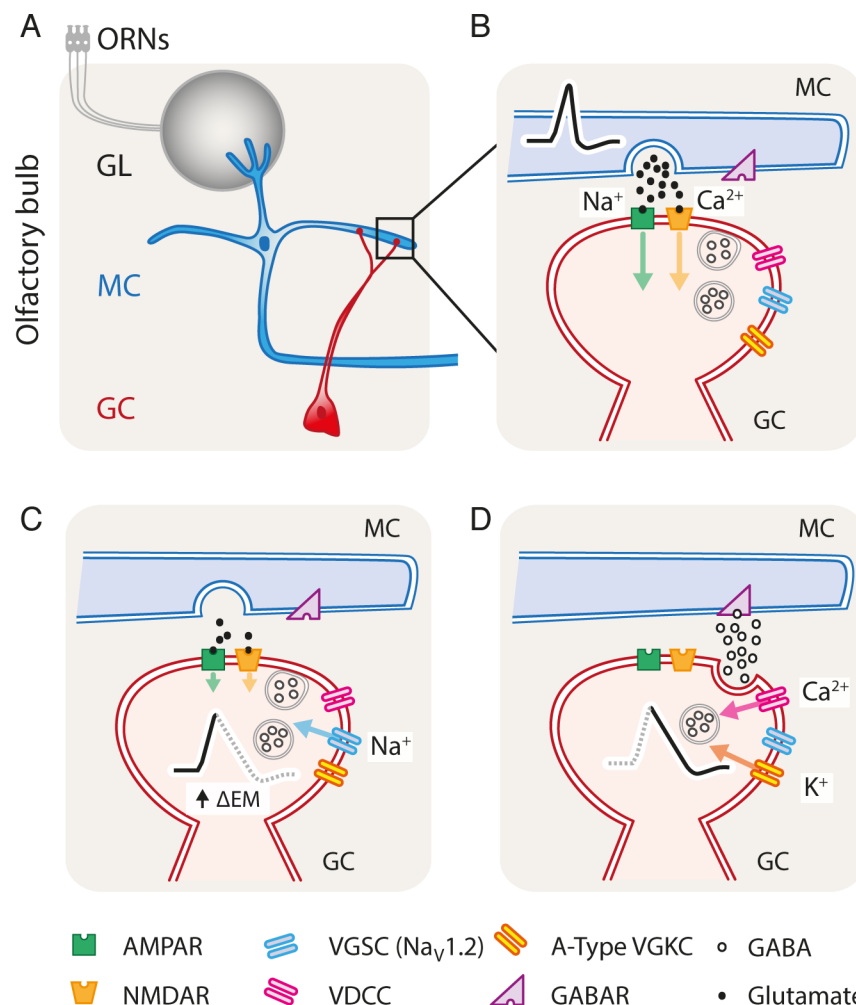 A
ORNs
Olfactory bulb
GL
MC
GC
B
MC
Na+
Ca2+
GC
C
MC
Na+
↑ ΔEM
GC
D
MC
Ca2+
K+
GC
AMPAR
VGSC (NaV1.2)
A-Type VGKC
GABA
NMDAR
VDCC
GABAR
Glutamate